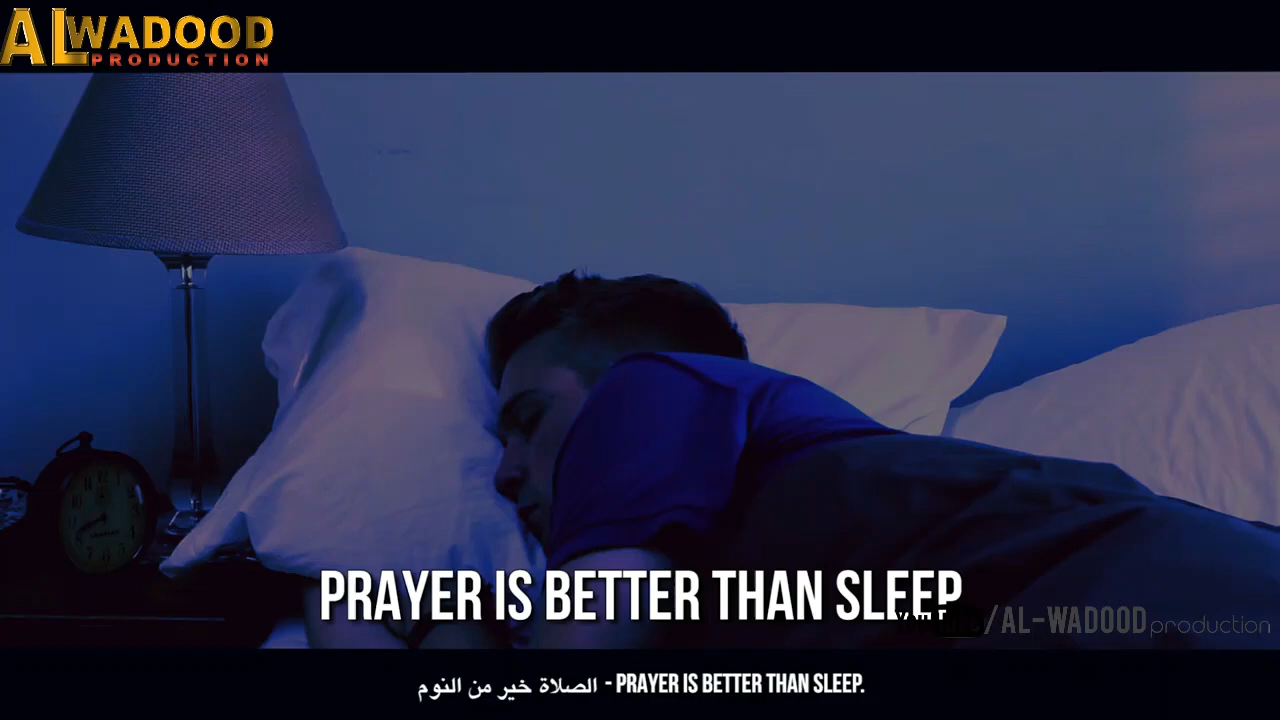 ALWADOOD
PRODUCTION
PRAYER IS BETTER THAN SLEEP
YouTube/AL-WADOOD production
الصلاة خير من النوم - PRAYER IS BETTER THAN SLEEP.